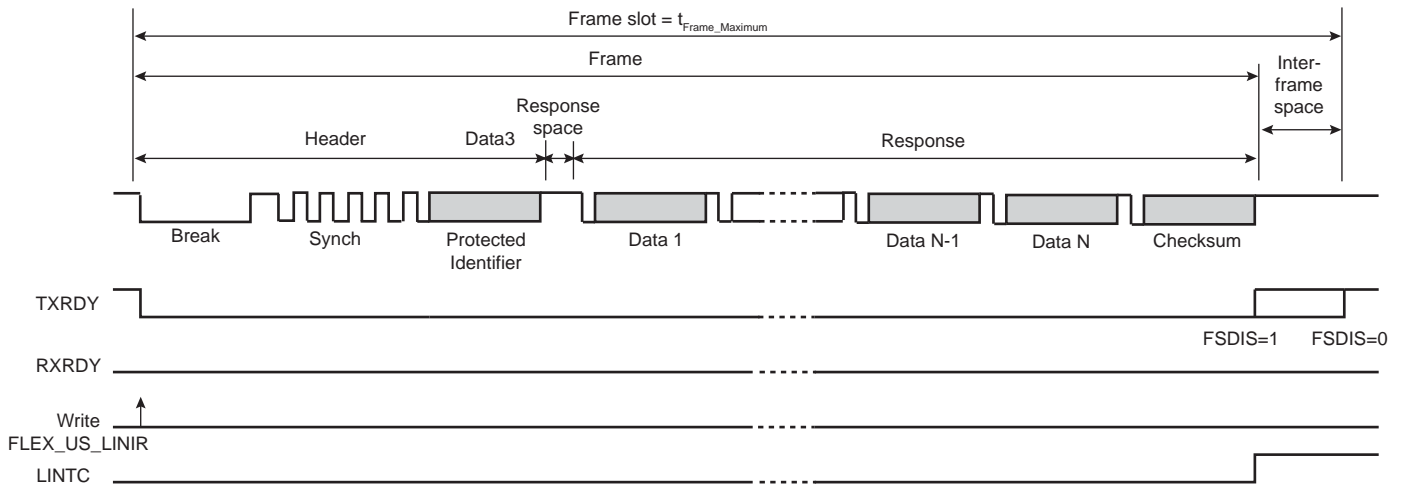 Frame slot = tFrame_Maximum
Frame
Inter-
frame
space
Response
space
Header
Data3
Response
Break
Synch
Protected
Identifier
Data 1
Data N-1
Data N
Checksum
TXRDY
FSDIS=1
FSDIS=0
RXRDY
Write
FLEX_US_LINIR
LINTC